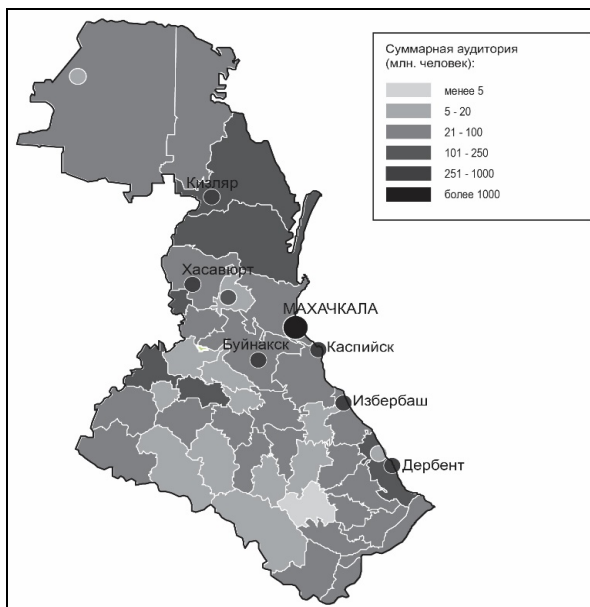 Суммарная аудитория
(млн. человек):
менее 5
5 - 20
21 - 100
101 - 250
251 - 1000
более 1000
Кизляр
Хасавюрт
МАХАЧКАЛА
Буйнакск
Каспийск
Избербаш
Дербент